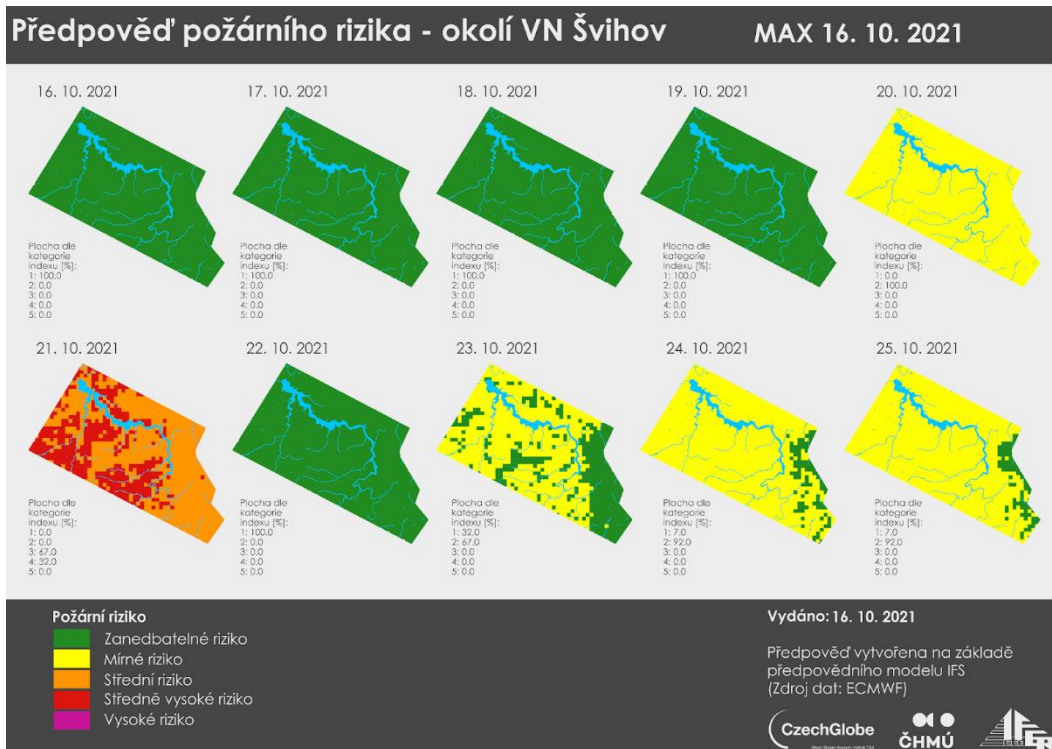 Předpověď požárního rizika - okolí VN Švihov
MAX 16. 10. 2021
16. 10. 2021
17. 10. 2021
18. 10. 2021
19. 10. 2021
20. 10. 2021
Plocha dle
kategorie
indexu [%]:
1: 100.0
2: 0.0
3: 0.0
4: 0.0
5: 0.0
Plocha dle
kategorie
indexu [%]:
1: 100.0
2: 0.0
3: 0.0
4: 0.0
5: 0.0
Plocha dle
kategorie
indexu [%]:
1: 100.0
2: 0.0
3: 0.0
4: 0.0
5: 0.0
Plocha dle
kategorie
indexu [%]:
1: 100.0
2: 0.0
3: 0.0
4: 0.0
5: 0.0
Plocha dle
kategorie
indexu [%]:
1: 0.0
2: 100.0
3: 0.0
4: 0.0
5: 0.0
21. 10. 2021
22. 10. 2021
23. 10. 2021
24. 10. 2021
25. 10. 2021
Plocha dle
kategorie
indexu [%]:
1: 0.0
2: 0.0
3: 67.0
4: 32.0
5: 0.0
Plocha dle
kategorie
indexu [%]:
1: 100.0
2: 0.0
3: 0.0
4: 0.0
5: 0.0
Plocha dle
kategorie
indexu [%]:
1: 32.0
2: 67.0
3: 0.0
4: 0.0
5: 0.0
Plocha dle
kategorie
indexu [%]:
1: 7.0
2: 92.0
3: 0.0
4: 0.0
5: 0.0
Plocha dle
kategorie
indexu [%]:
1: 7.0
2: 92.0
3: 0.0
4: 0.0
5: 0.0
Požární riziko
Zanedbatelné riziko
Mírné riziko
Střední riziko
Středně vysoké riziko
Vysoké riziko
Vydáno: 16. 10. 2021
Předpověď vytvořena na základě
předpovědního modelu IFS
(Zdroj dat: ECMWF)
CzechGlobe
ČHMÚ
IFER